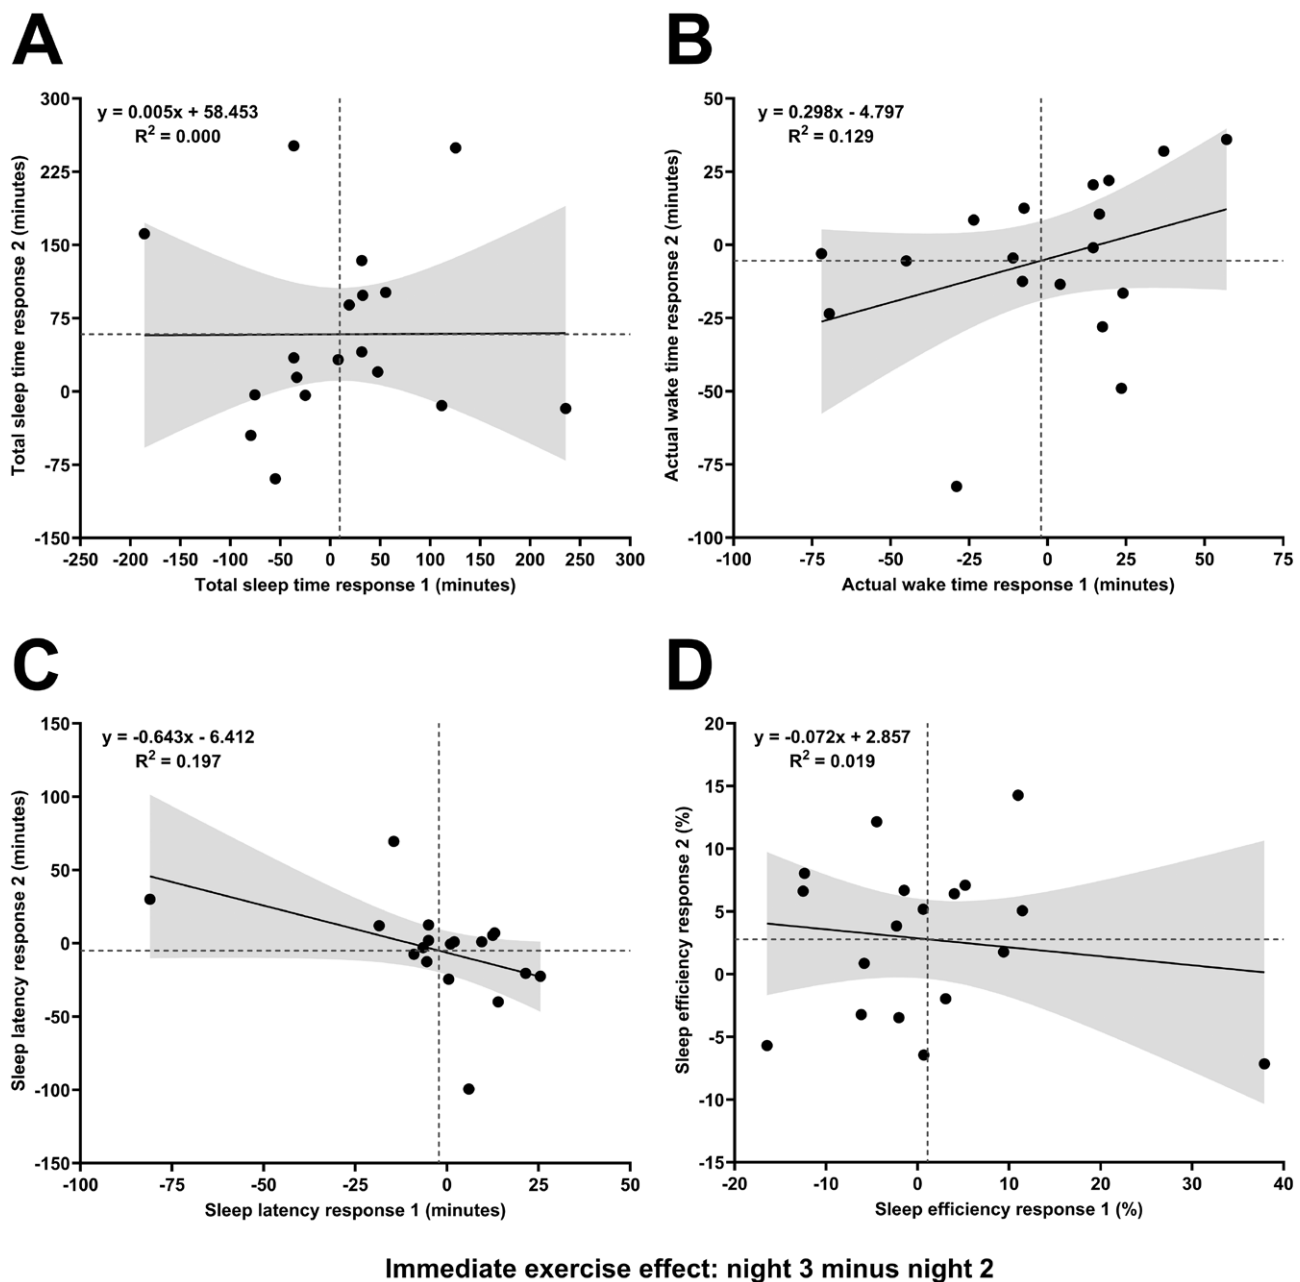 A
y = 0.005x + 58.453
R² = 0.000
300
225
150
75
0
-75
-150
Total sleep time response 2 (minutes)
-250 -200 -150 -100 -50 0 50 100 150 200 250 300
Total sleep time response 1 (minutes)
B
y = 0.298x - 4.797
R² = 0.129
50
25
0
-25
-50
-75
-100
Actual wake time response 2 (minutes)
-100 -75 -50 -25 0 25 50 75
Actual wake time response 1 (minutes)
C
y = -0.643x - 6.412
R² = 0.197
150
100
50
0
-50
-100
-150
Sleep latency response 2 (minutes)
-100 -75 -50 -25 0 25 50
Sleep latency response 1 (minutes)
D
y = -0.072x + 2.857
R² = 0.019
20
15
10
5
0
-5
-10
-15
Sleep efficiency response 2 (%)
-20 -10 0 10 20 30 40
Sleep efficiency response 1 (%)
Immediate exercise effect: night 3 minus night 2